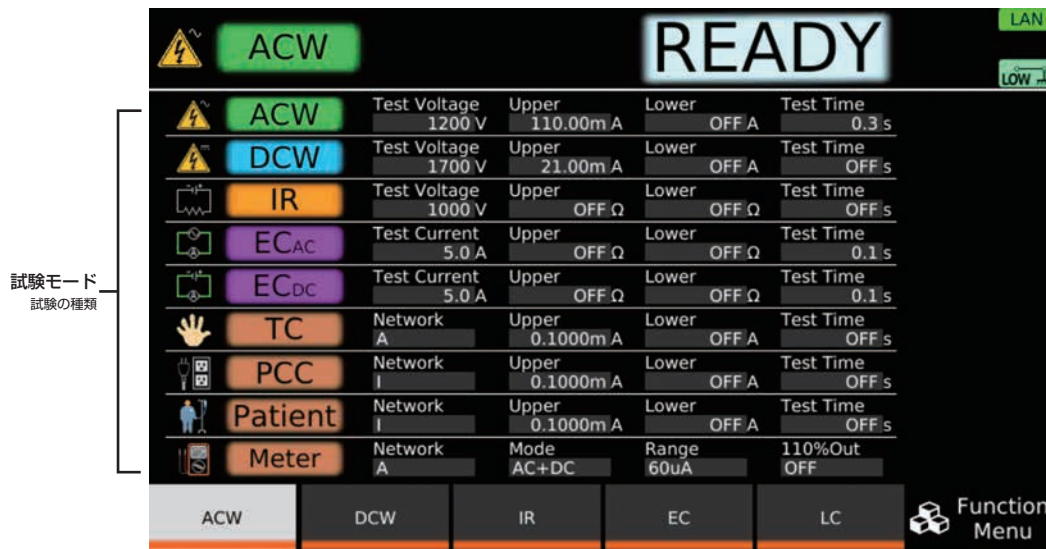 ACW READY LAN
LOW
試験モード
試験の種類
ACW Test Voltage 1200 V Upper 110.00m A Lower OFF A Test Time 0.3 s
DCW Test Voltage 1700 V Upper 21.00m A Lower OFF A Test Time OFF s
IR Test Voltage 1000 V Upper OFF Ω Lower OFF Ω Test Time OFF s
ECAC Test Current 5.0 A Upper OFF Ω Lower OFF Ω Test Time 0.1 s
ECDC Test Current 5.0 A Upper OFF Ω Lower OFF Ω Test Time 0.1 s
TC Network A Upper 0.1000m A Lower OFF A Test Time OFF s
PCC Network I Upper 0.1000m A Lower OFF A Test Time OFF s
Patient Network I Upper 0.1000m A Lower OFF A Test Time OFF s
Meter Network A Mode AC+DC Range 60uA 110%Out OFF
ACW DCW IR EC LC Function Menu